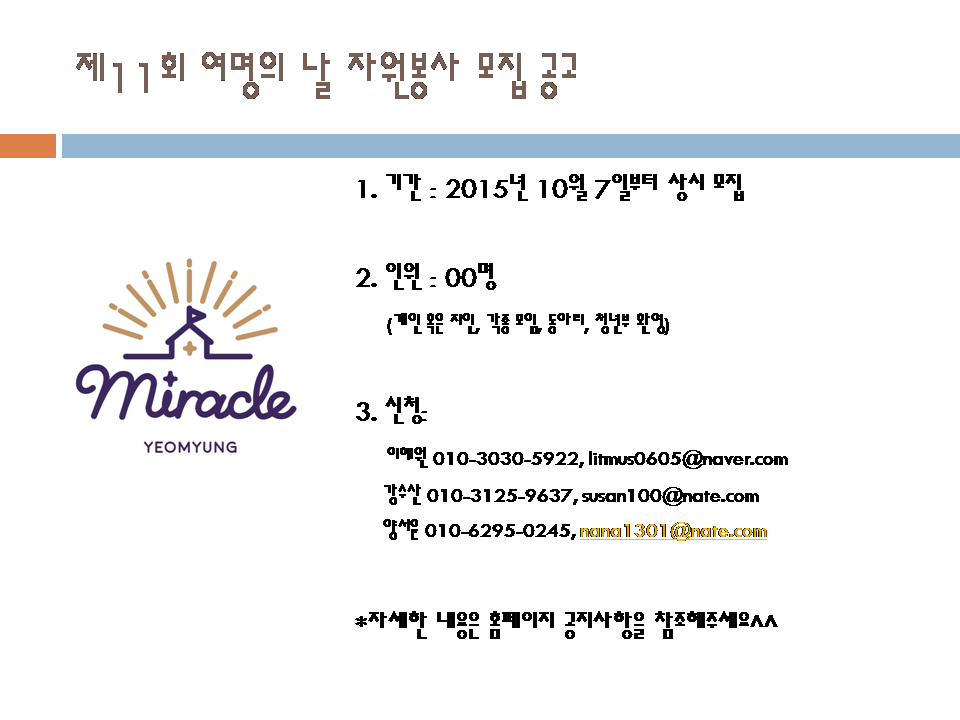 제11회 여명의 날 자원봉사 모집 공고
1. 기간 : 2015년 10월 7일부터 상시 모집
2. 인원 : 00명
(개인 혹은 지인, 각종 모임, 동아리, 청년부 환영)
3. 신청:
이혜원 010-3030-5922, litmus0605@naver.com
강수산 010-3125-9637, susan100@nate.com
양서은 010-6295-0245, nana1301@nate.com
*자세한 내용은 홈페이지 공지사항을 참조해주세요^^
Miracle
YEOMYUNG